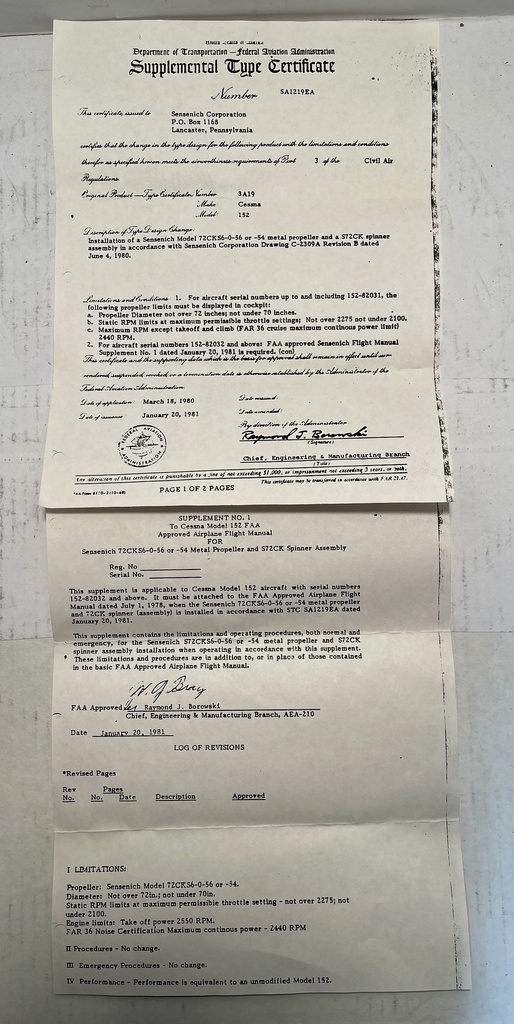 Department of Transportation — Federal Aviation Administration
Supplemental Type Certificate
Number SA1219EA
This certificate, issued to Sensenich Corporation
P.O. Box 1168
Lancaster, Pennsylvania
certifies that the change in the type design for the following product with the limitations and conditions
therefor as specified hereon meets the airworthiness requirements of Part 3 of the Civil Air
Regulations.
Original Product — Type Certificate Number 3A19
Make Cessna
Model 152
Description of Type Design Change:
Installation of a Sensenich Model 72CKS6-0-56 or -54 metal propeller and a S72CK spinner
assembly in accordance with Sensenich Corporation Drawing C-2309A Revision B dated
June 4, 1980.
Limitations and Conditions 1. For aircraft serial numbers up to and including 152-82031, the
following propeller limits must be displayed in cockpit:
a. Propeller Diameter not over 72 inches; not under 70 inches.
b. Static RPM limits at maximum permissible throttle settings; Not over 2275 not under 2100.
c. Maximum RPM except takeoff and climb (FAR 36 cruise maximum continous power limit)
2440 RPM.
2. For aircraft serial numbers 152-82032 and above: FAA approved Sensenich Flight Manual
Supplement No. 1 dated January 20, 1981 is required. (con)
This certificate and the supporting data which is the basis for approval shall remain in effect until sur-
rendered, suspended, revoked, or a termination date is otherwise established by the Administrator of the
Federal Aviation Administration.
Date of application: March 18, 1980 Date reissued:
Date of issuance: January 20, 1981 Date amended:
By direction of the Administrator
Raymond J. Borowski
(Signature)
Chief, Engineering & Manufacturing Branch
(Title)
FEDERAL AVIATION ADMINISTRATION
Any alteration of this certificate is punishable by a fine of not exceeding $1,000, or imprisonment not exceeding 3 years, or both.
This certificate may be transferred in accordance with FAR 21.47.
PAGE 1 OF 2 PAGES
SUPPLEMENT NO. 1
To Cessna Model 152 FAA
Approved Airplane Flight Manual
FOR
Sensenich 72CKS6-0-56 or -54 Metal Propeller and S72CK Spinner Assembly
Reg. No
Serial No.
This supplement is applicable to Cessna Model 152 aircraft with serial numbers
152-82032 and above. It must be attached to the FAA Approved Airplane Flight
Manual dated July 1, 1978, when the Sensenich 72CKS6-0-56 or -54 metal propeller
and 72CK spinner (assembly) is installed in accordance with STC SA1219EA dated
January 20, 1981.
This supplement contains the limitations and operating procedures, both normal and
emergency, for the Sensenich S72CKS6-0-56 or -54 metal propeller and S72CK
spinner assembly installation when operating in accordance with this supplement.
These limitations and procedures are in addition to, or in place of those contained
in the basic FAA Approved Airplane Flight Manual.
FAA Approved Raymond J. Borowski
Chief, Engineering & Manufacturing Branch, AEA-210
Date January 20, 1981
LOG OF REVISIONS
*Revised Pages
Rev Pages
No. No. Date Description Approved
I LIMITATIONS:
Propeller: Sensenich Model 72CKS6-0-56 or -54.
Diameter: Not over 72in.; not under 70in.
Static RPM limits at maximum permissible throttle setting - not over 2275; not
under 2100.
Engine limits: Take off power 2550 RPM.
FAR 36 Noise Certification Maximum continous power - 2440 RPM
II Procedures - No change.
III Emergency Procedures - No change.
IV Performance - Performance is equivalent to an unmodified Model 152.